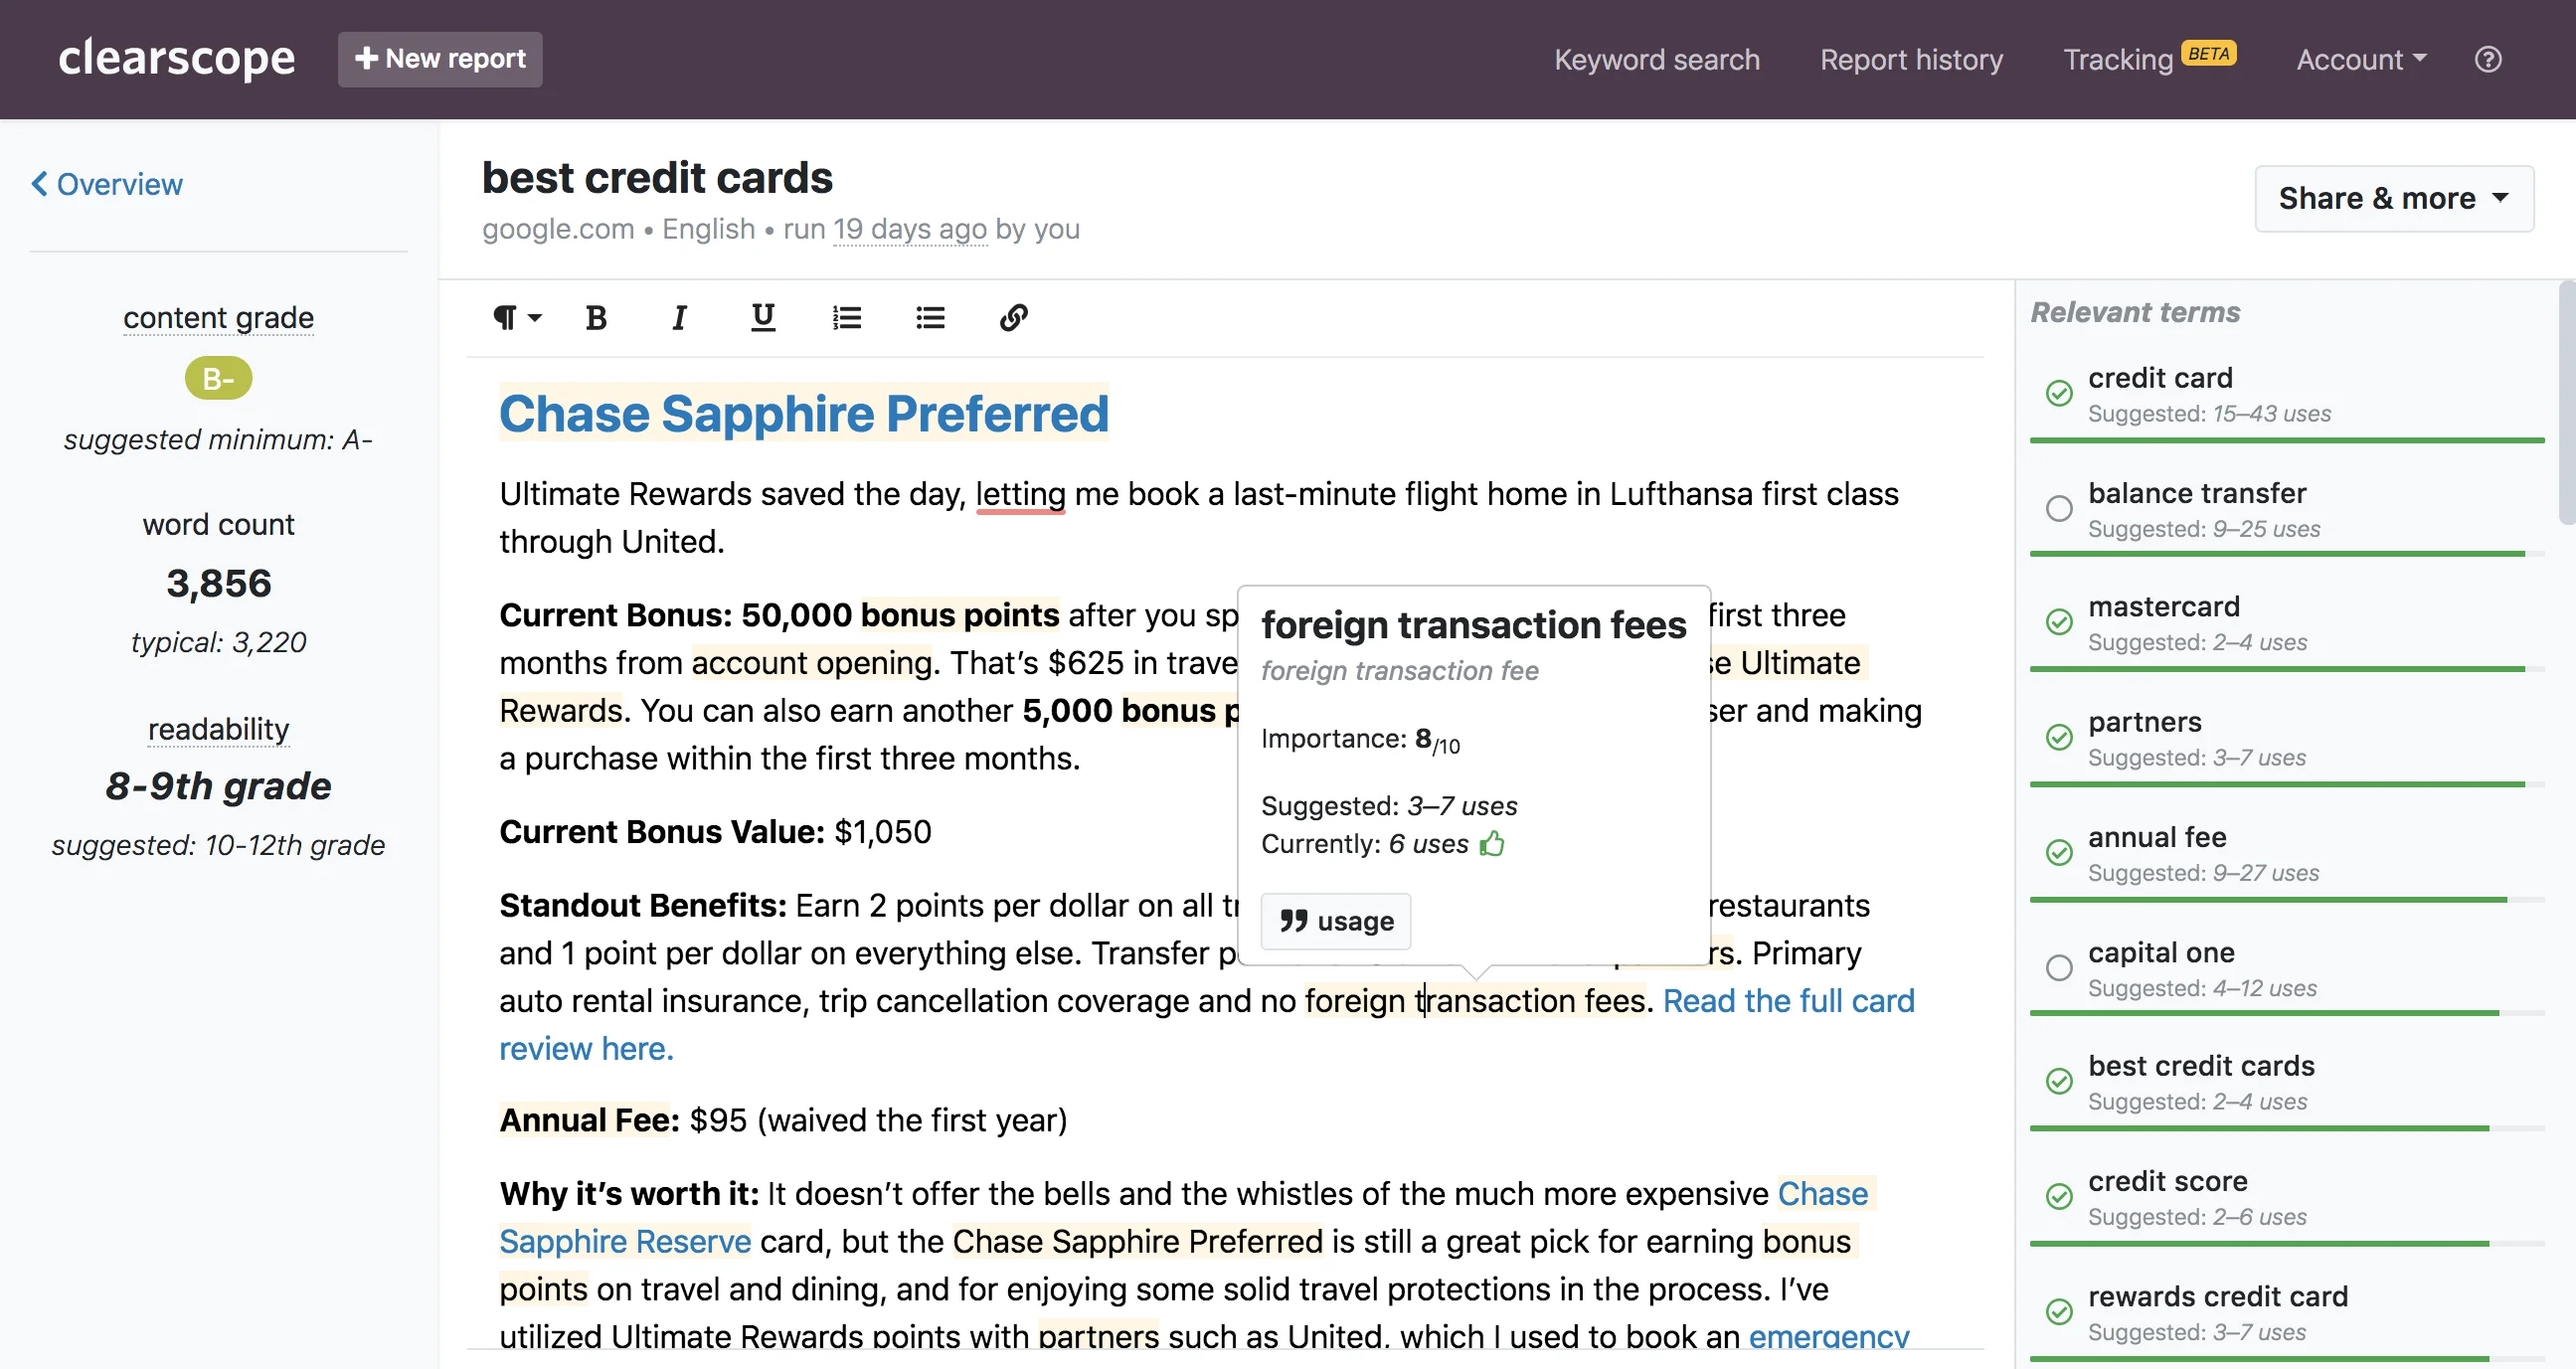 clearscope
New report
Keyword search
Report history
Tracking BETA
Account
Overview
content grade
B-
suggested minimum: A-
word count
3,856
typical: 3,220
readability
8-9th grade
suggested: 10-12th grade
best credit cards
google.com • English • run 19 days ago by you
Share & more
B I U
Chase Sapphire Preferred
Ultimate Rewards saved the day, letting me book a last-minute flight home in Lufthansa first class
through United.
Current Bonus: 50,000 bonus points after you sp first three
months from account opening. That’s $625 in trave se Ultimate
Rewards. You can also earn another 5,000 bonus p ser and making
a purchase within the first three months.
Current Bonus Value: $1,050
Standout Benefits: Earn 2 points per dollar on all tr restaurants
and 1 point per dollar on everything else. Transfer p rs. Primary
auto rental insurance, trip cancellation coverage and no foreign transaction fees. Read the full card
review here.
Annual Fee: $95 (waived the first year)
Why it’s worth it: It doesn’t offer the bells and the whistles of the much more expensive Chase
Sapphire Reserve card, but the Chase Sapphire Preferred is still a great pick for earning bonus
points on travel and dining, and for enjoying some solid travel protections in the process. I’ve
utilized Ultimate Rewards points with partners such as United, which I used to book an emergency
foreign transaction fees
foreign transaction fee
Importance: 8/10
Suggested: 3–7 uses
Currently: 6 uses
usage
Relevant terms
credit card
Suggested: 15–43 uses
balance transfer
Suggested: 9–25 uses
mastercard
Suggested: 2–4 uses
partners
Suggested: 3–7 uses
annual fee
Suggested: 9–27 uses
capital one
Suggested: 4–12 uses
best credit cards
Suggested: 2–4 uses
credit score
Suggested: 2–6 uses
rewards credit card
Suggested: 3–7 uses